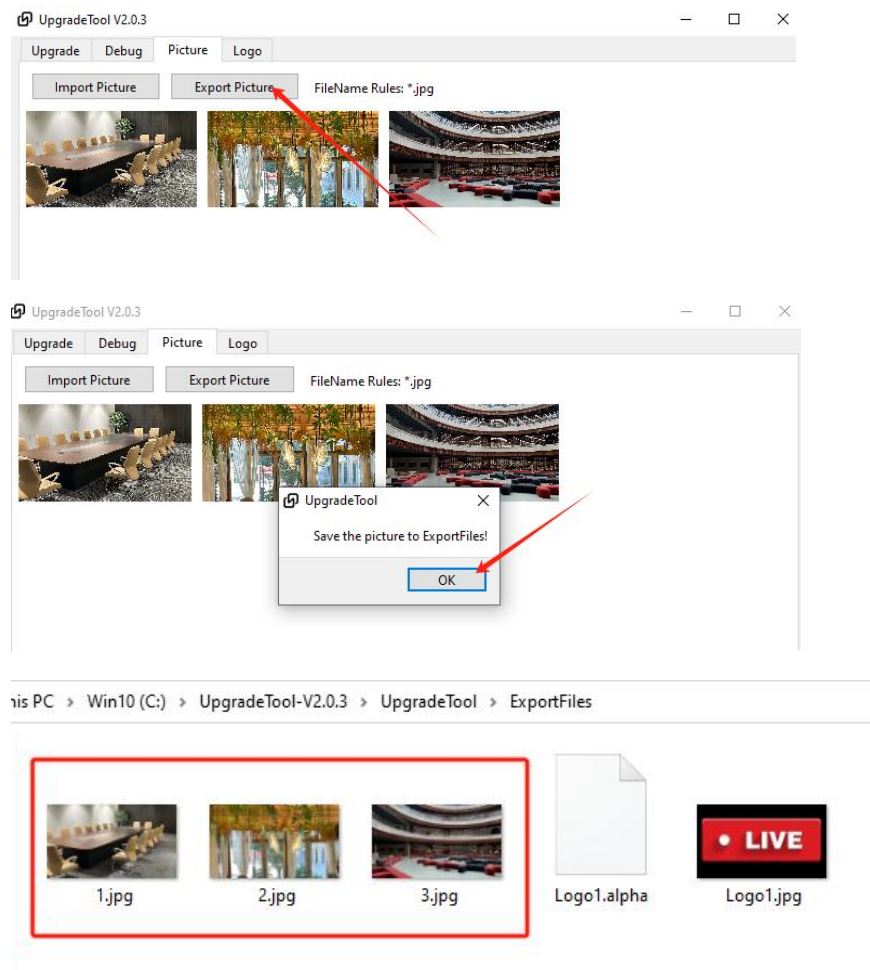 UpgradeTool V2.0.3
Upgrade Debug Picture Logo
Import Picture Export Picture FileName Rules: *.jpg
UpgradeTool V2.0.3
Upgrade Debug Picture Logo
Import Picture Export Picture FileName Rules: *.jpg
UpgradeTool
Save the picture to ExportFiles!
OK
his PC > Win10 (C:) > UpgradeTool-V2.0.3 > UpgradeTool > ExportFiles
LIVE
1.jpg 2.jpg 3.jpg Logo1.alpha Logo1.jpg